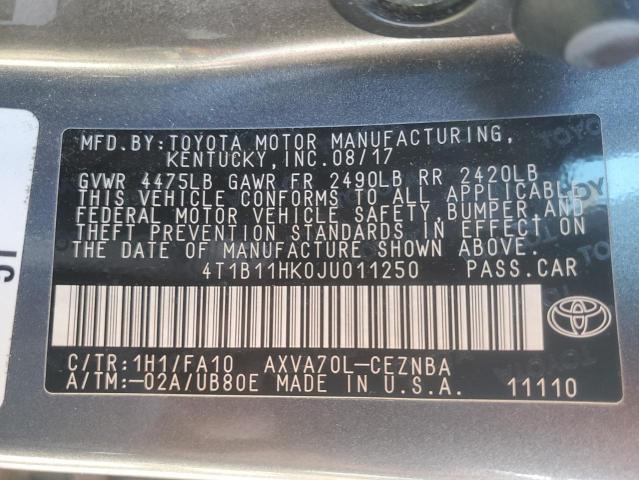 MFD.BY:TOYOTA MOTOR MANUFACTURING,
KENTUCKY,INC.08/17
GVWR 4475LB GAWR FR 2490LB RR 2420LB
THIS VEHICLE CONFORMS TO ALL APPLICABLE
FEDERAL MOTOR VEHICLE SAFETY,BUMPER,AND
THEFT PREVENTION STANDARDS IN EFFECT ON
THE DATE OF MANUFACTURE SHOWN ABOVE.
4T1B11HK0JU011250 PASS.CAR
C/TR:1H1/FA10 AXVA70L-CEZNBA
A/TM:-02A/UB80E MADE IN U.S.A. 11110